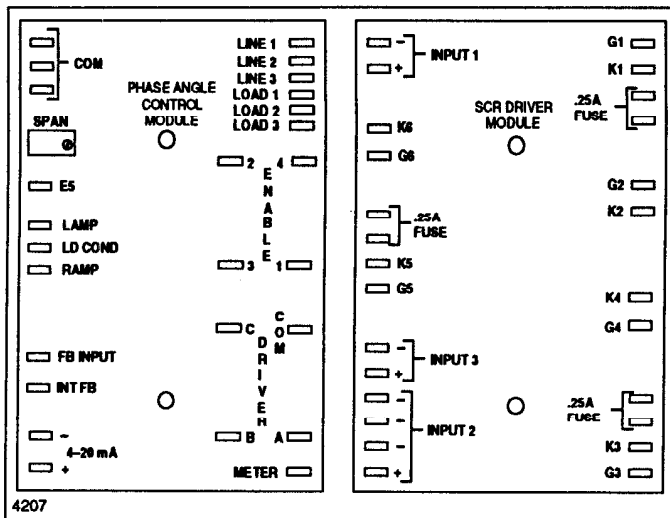 COM
PHASE ANGLE
CONTROL
MODULE
SPAN
E5
LAMP
LD COND
RAMP
FB INPUT
INT FB
-
4-20 mA
+
LINE 1
LINE 2
LINE 3
LOAD 1
LOAD 2
LOAD 3
2 4
ENABLE
3 1
C COM
DRIVER
B A
METER
- INPUT 1
+
K6
G6
.25A
FUSE
K5
G5
- INPUT 3
+
-
-
- INPUT 2
+
SCR DRIVER
MODULE
G1
K1
.25A
FUSE
G2
K2
K4
G4
.25A
FUSE
K3
G3
4207